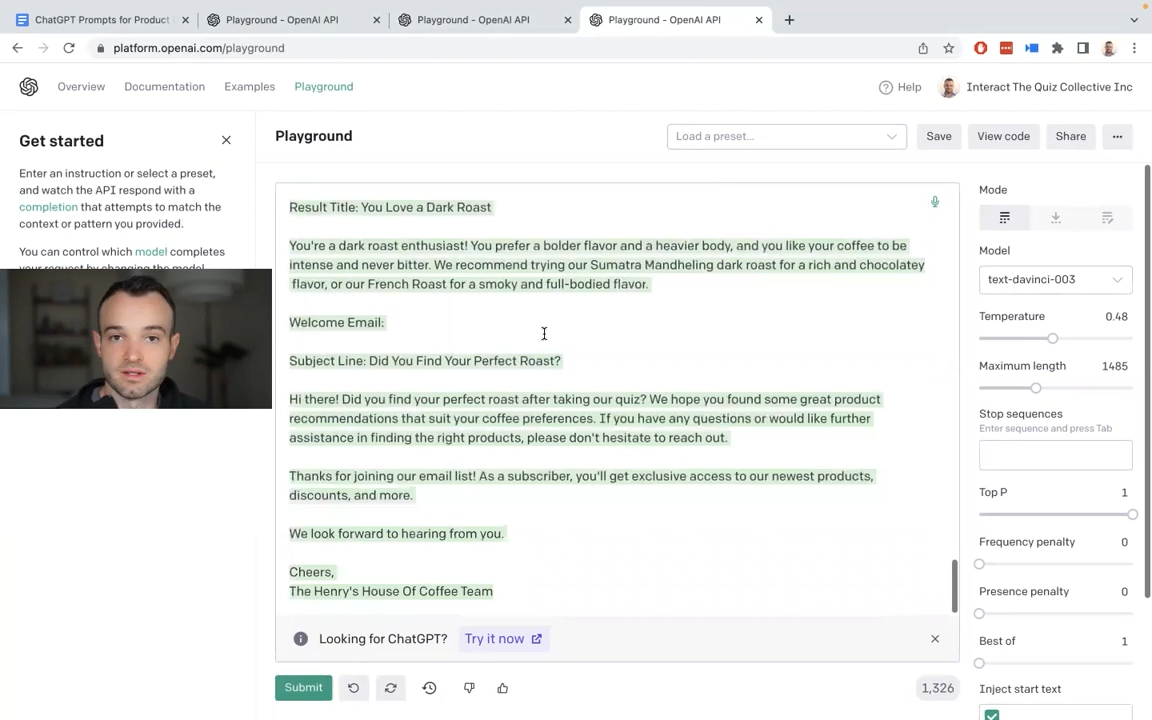 ChatGPT Prompts for Product
Playground - OpenAI API
Playground - OpenAI API
Playground - OpenAI API
platform.openai.com/playground
Overview
Documentation
Examples
Playground
Help
Interact The Quiz Collective Inc
Get started
Enter an instruction or select a preset,
and watch the API respond with a
completion that attempts to match the
context or pattern you provided.
You can control which model completes
Playground
Load a preset...
Save
View code
Share
Result Title: You Love a Dark Roast
You're a dark roast enthusiast! You prefer a bolder flavor and a heavier body, and you like your coffee to be
intense and never bitter. We recommend trying our Sumatra Mandheling dark roast for a rich and chocolatey
flavor, or our French Roast for a smoky and full-bodied flavor.
Welcome Email:
Subject Line: Did You Find Your Perfect Roast?
Hi there! Did you find your perfect roast after taking our quiz? We hope you found some great product
recommendations that suit your coffee preferences. If you have any questions or would like further
assistance in finding the right products, please don't hesitate to reach out.
Thanks for joining our email list! As a subscriber, you'll get exclusive access to our newest products,
discounts, and more.
We look forward to hearing from you.
Cheers,
The Henry's House Of Coffee Team
Looking for ChatGPT?
Try it now
Submit
1,326
Mode
Model
text-davinci-003
Temperature 0.48
Maximum length 1485
Stop sequences
Enter sequence and press Tab
Top P 1
Frequency penalty 0
Presence penalty 0
Best of 1
Inject start text